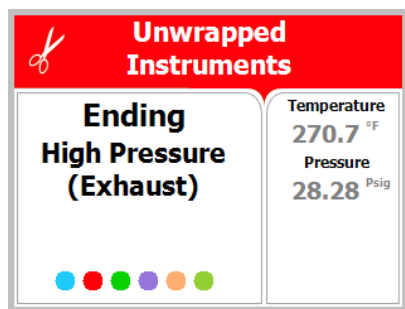 Unwrapped
Instruments
Ending
High Pressure
(Exhaust)
Temperature
270.7 °F
Pressure
28.28 Psig